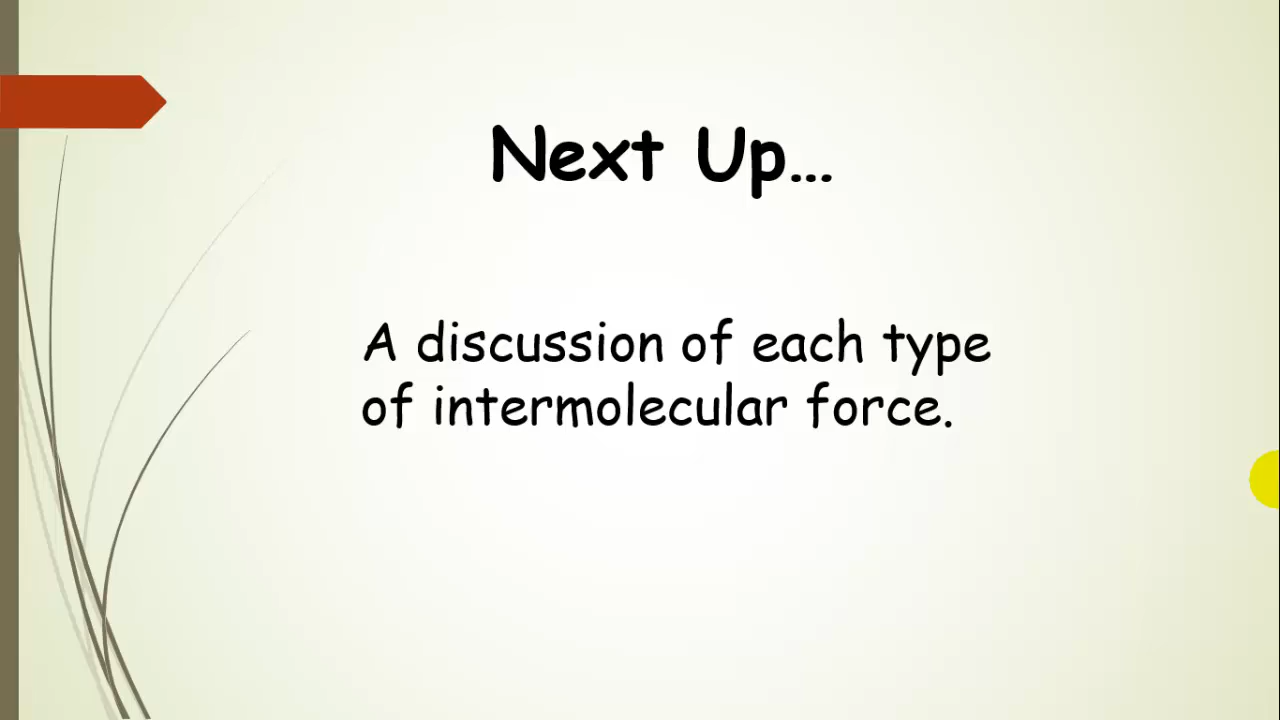 Next Up…
A discussion of each type
of intermolecular force.